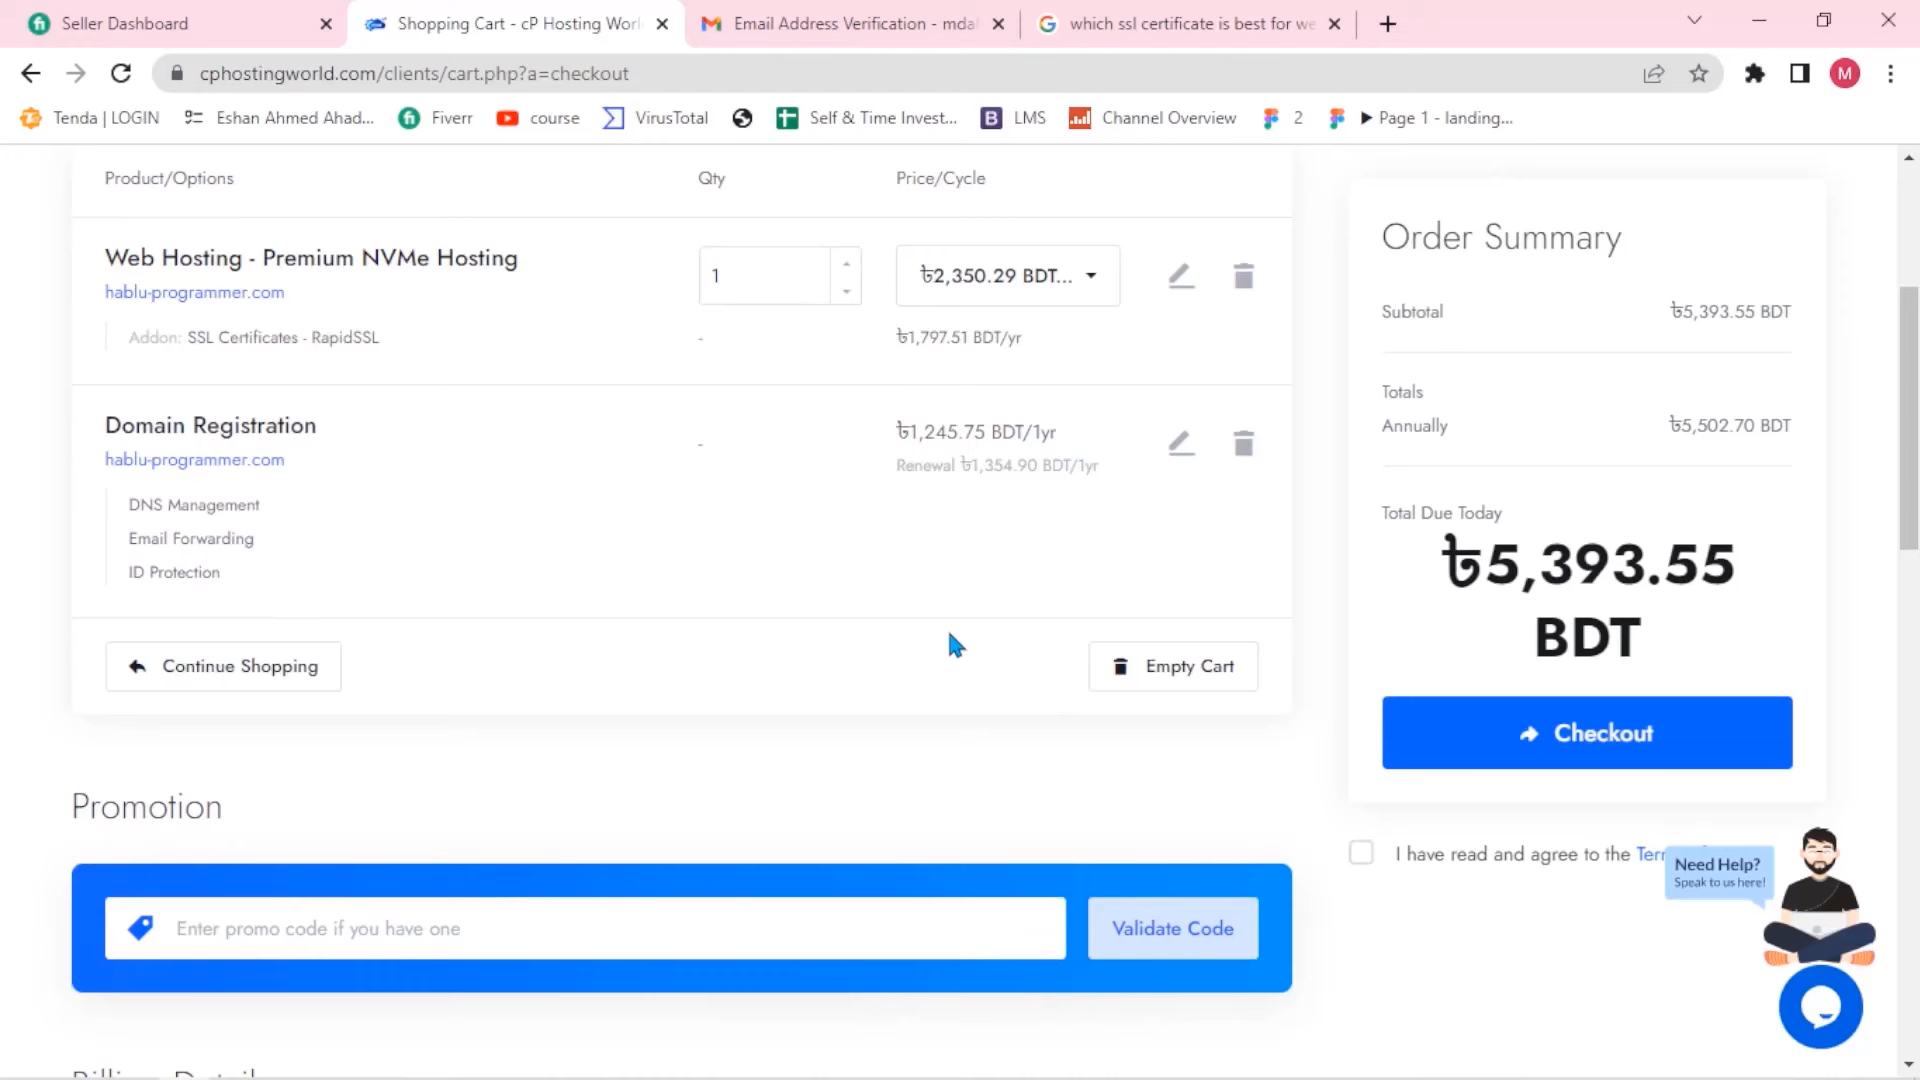 Seller Dashboard
Shopping Cart - cP Hosting Worl
Email Address Verification - mda
which ssl certificate is best for we
cphostingworld.com/clients/cart.php?a=checkout
M
Tenda | LOGIN
Eshan Ahmed Ahad...
Fiverr
course
VirusTotal
Self & Time Invest...
B LMS
Channel Overview
2
Page 1 - landing...
Product/Options
Qty
Price/Cycle
Web Hosting - Premium NVMe Hosting
hablu-programmer.com
1
৳2,350.29 BDT...
Addon: SSL Certificates - RapidSSL
-
৳1,797.51 BDT/yr
Domain Registration
hablu-programmer.com
-
৳1,245.75 BDT/1yr
Renewal ৳1,354.90 BDT/1yr
DNS Management
Email Forwarding
ID Protection
Continue Shopping
Empty Cart
Order Summary
Subtotal
৳5,393.55 BDT
Totals
Annually
৳5,502.70 BDT
Total Due Today
৳5,393.55
BDT
Checkout
I have read and agree to the
Need Help?
Speak to us here!
Promotion
Enter promo code if you have one
Validate Code